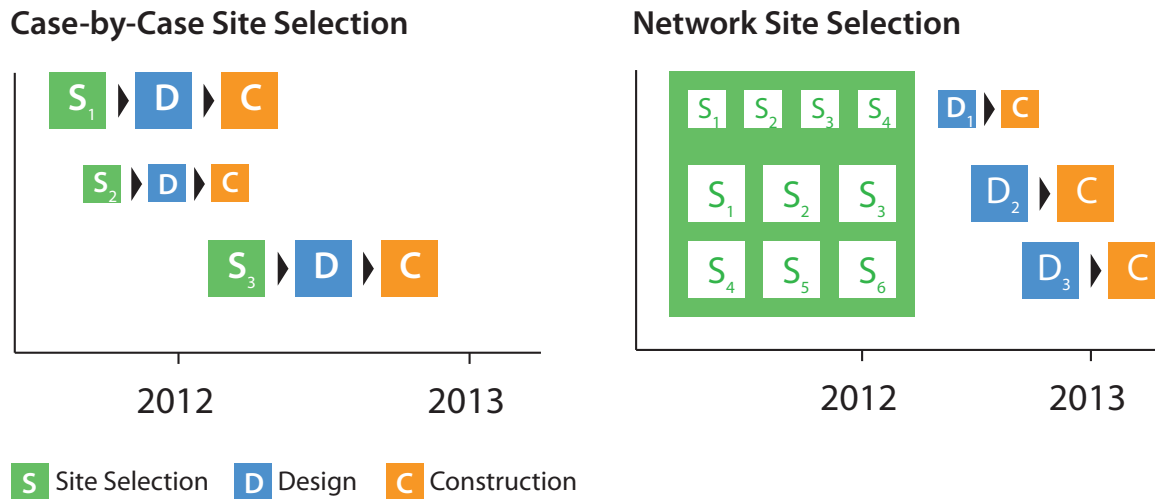 Case-by-Case Site Selection
S1 D C
S2 D C
S3 D C
2012 2013
Network Site Selection
S1 S2 S3 S4 D1 C
S1 S2 S3 D2 C
S4 S5 S6 D3 C
2012 2013
S Site Selection D Design C Construction